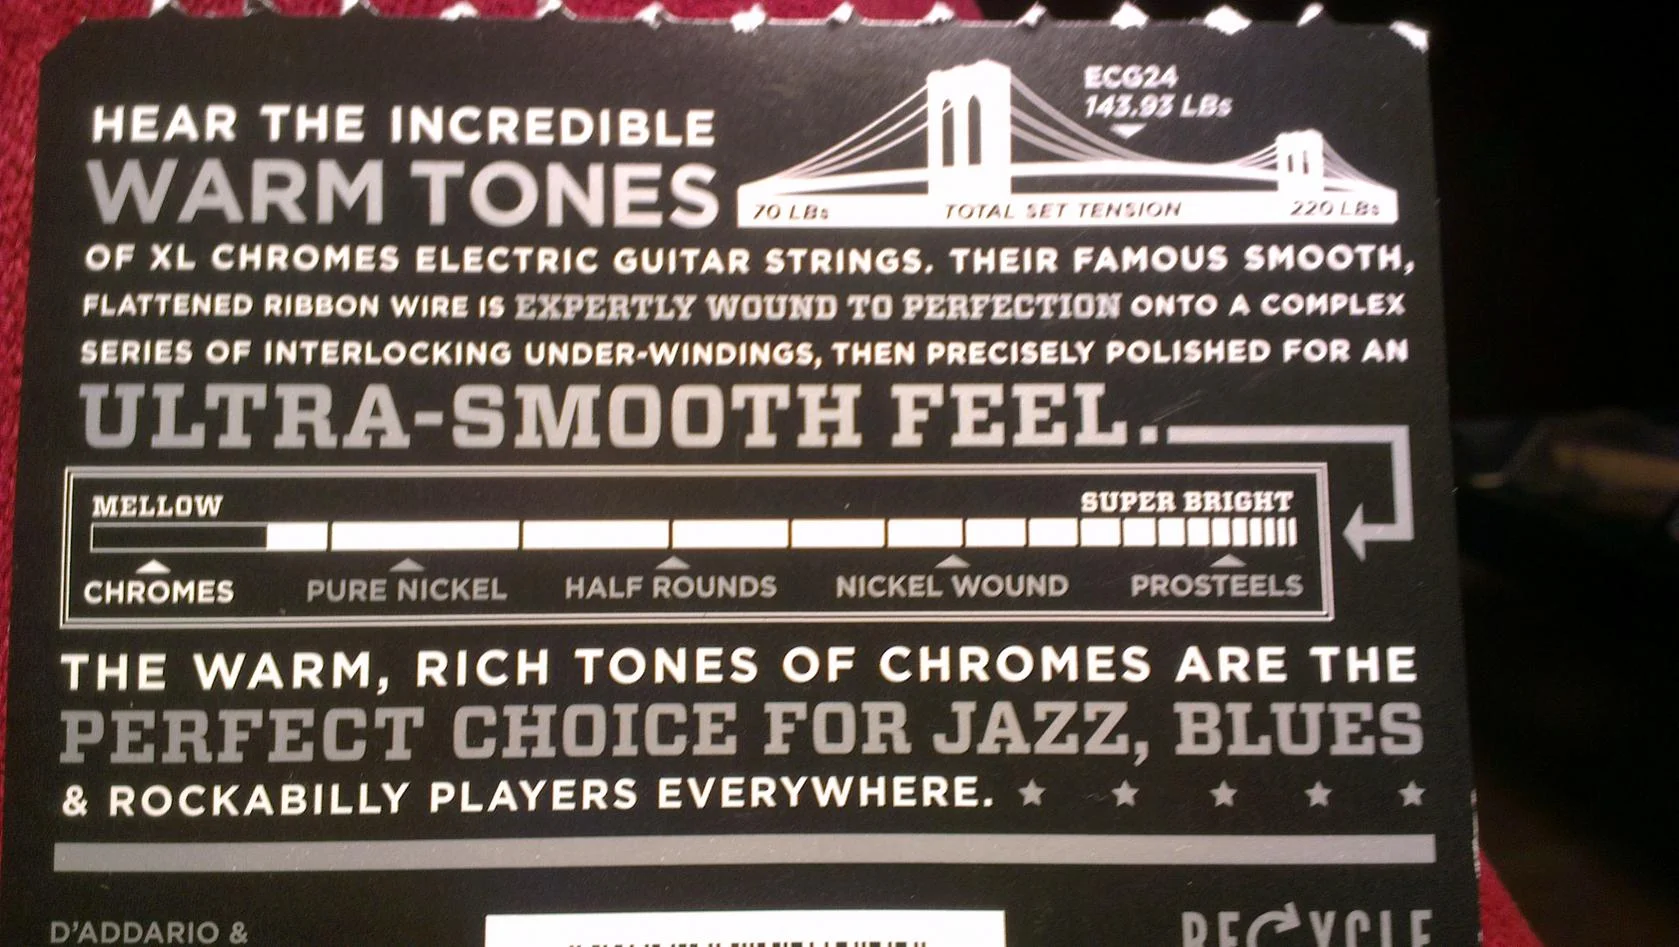 HEAR THE INCREDIBLE
WARM TONES
ECG24
143.93 LBs
70 LBs TOTAL SET TENSION 220 LBs
OF XL CHROMES ELECTRIC GUITAR STRINGS. THEIR FAMOUS SMOOTH,
FLATTENED RIBBON WIRE IS EXPERTLY WOUND TO PERFECTION ONTO A COMPLEX
SERIES OF INTERLOCKING UNDER-WINDINGS, THEN PRECISELY POLISHED FOR AN
ULTRA-SMOOTH FEEL.
MELLOW SUPER BRIGHT
CHROMES PURE NICKEL HALF ROUNDS NICKEL WOUND PROSTEELS
THE WARM, RICH TONES OF CHROMES ARE THE
PERFECT CHOICE FOR JAZZ, BLUES
& ROCKABILLY PLAYERS EVERYWHERE.
D'ADDARIO & RECYCLE